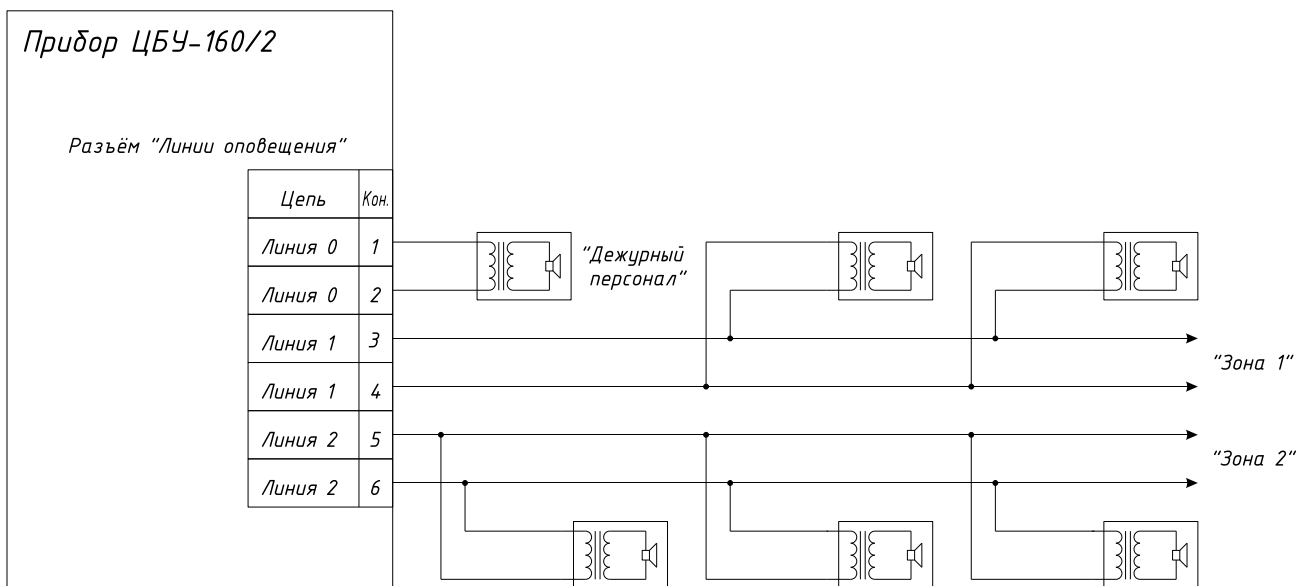 Прибор ЦБУ-160/2
Разъём "Линии оповещения"
Цепь Кон.
Линия 0 1
Линия 0 2
Линия 1 3
Линия 1 4
Линия 2 5
Линия 2 6
"Дежурный
персонал"
"Зона 1"
"Зона 2"